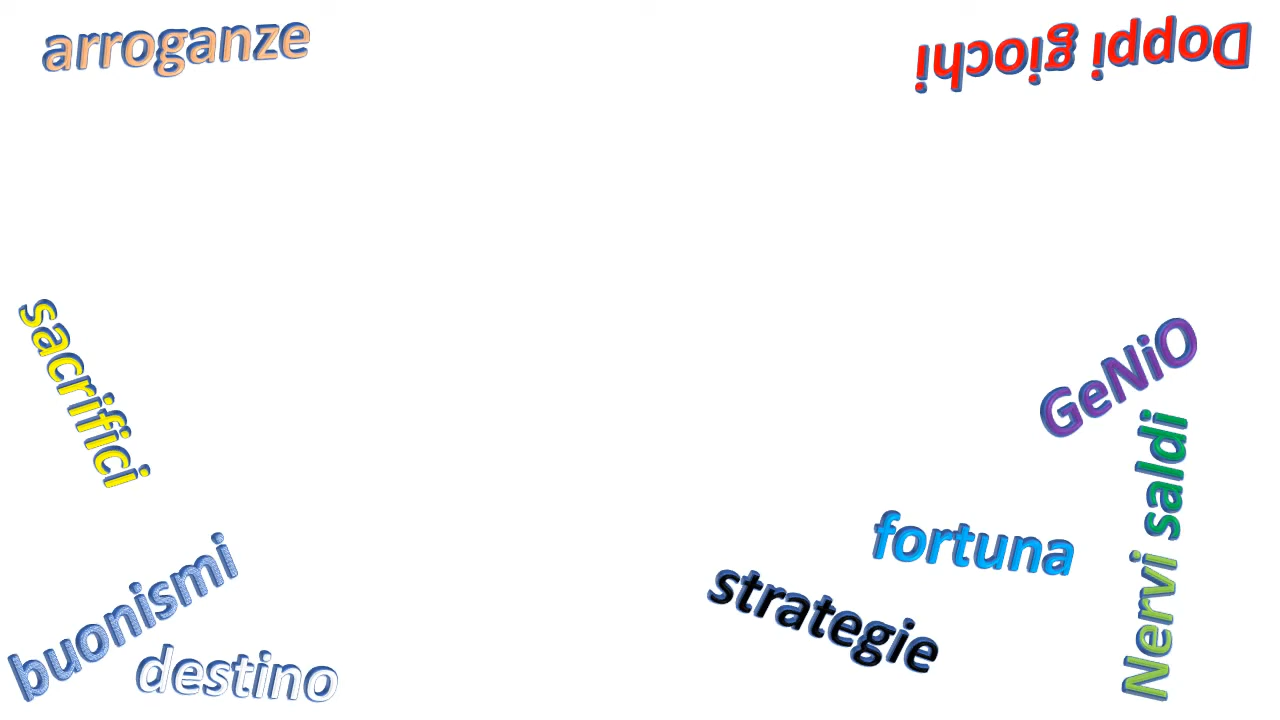 arroganze
Doppi giochi
sacrifici
GeNiO
Nervi saldi
fortuna
strategie
buonismi
destino